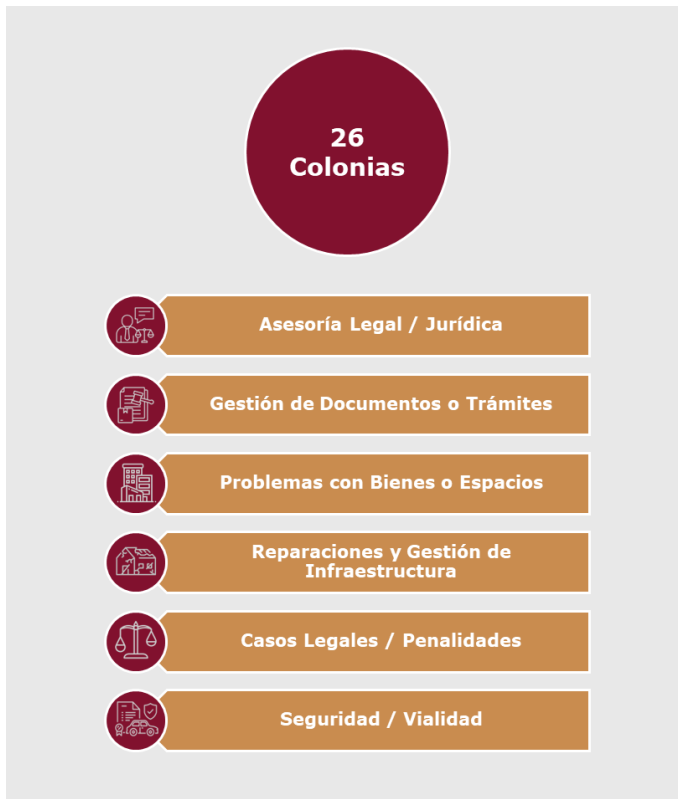 26
Colonias
Asesoría Legal / Jurídica
Gestión de Documentos o Trámites
Problemas con Bienes o Espacios
Reparaciones y Gestión de
Infraestructura
Casos Legales / Penalidades
Seguridad / Vialidad